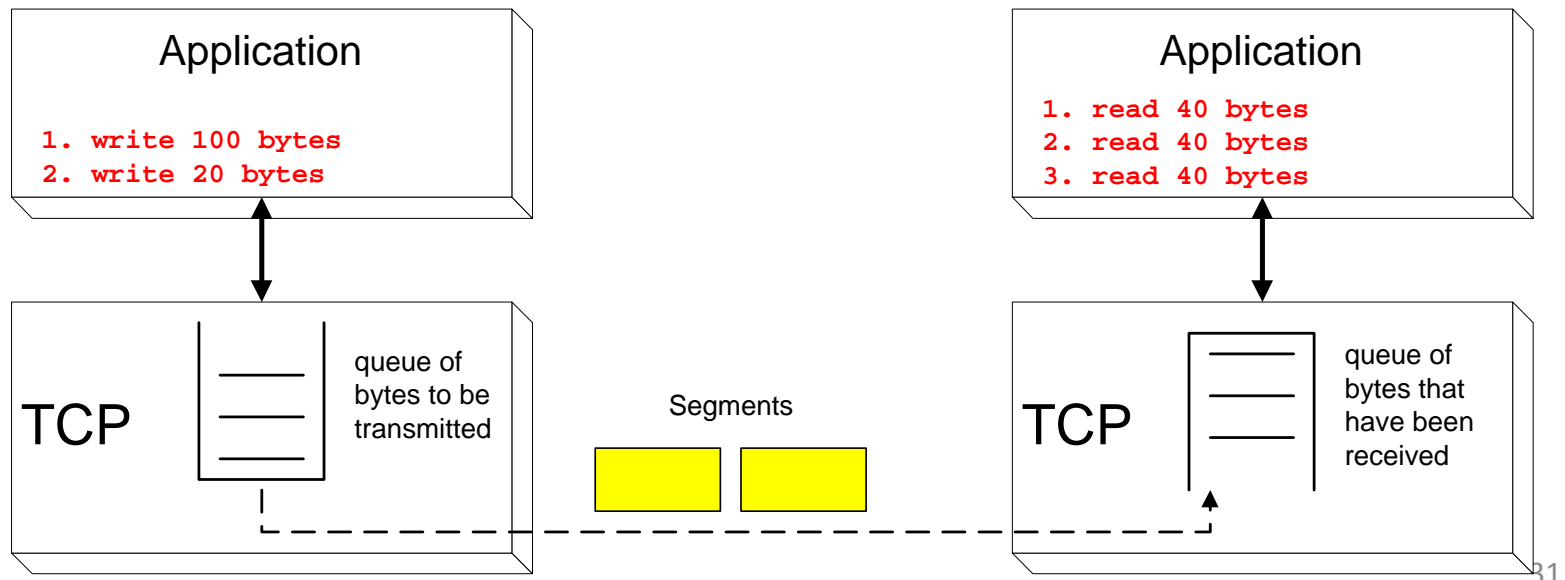 Application
1. write 100 bytes
2. write 20 bytes
Application
1. read 40 bytes
2. read 40 bytes
3. read 40 bytes
TCP
queue of
bytes to be
transmitted
Segments
TCP
queue of
bytes that
have been
received
31